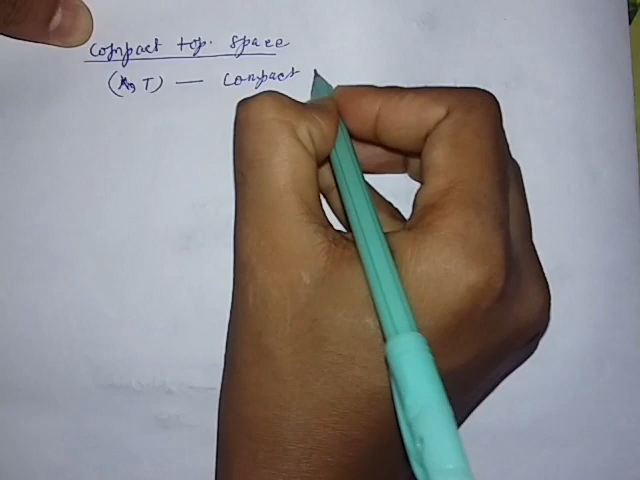 Compact top. space
(X, T) — Compact